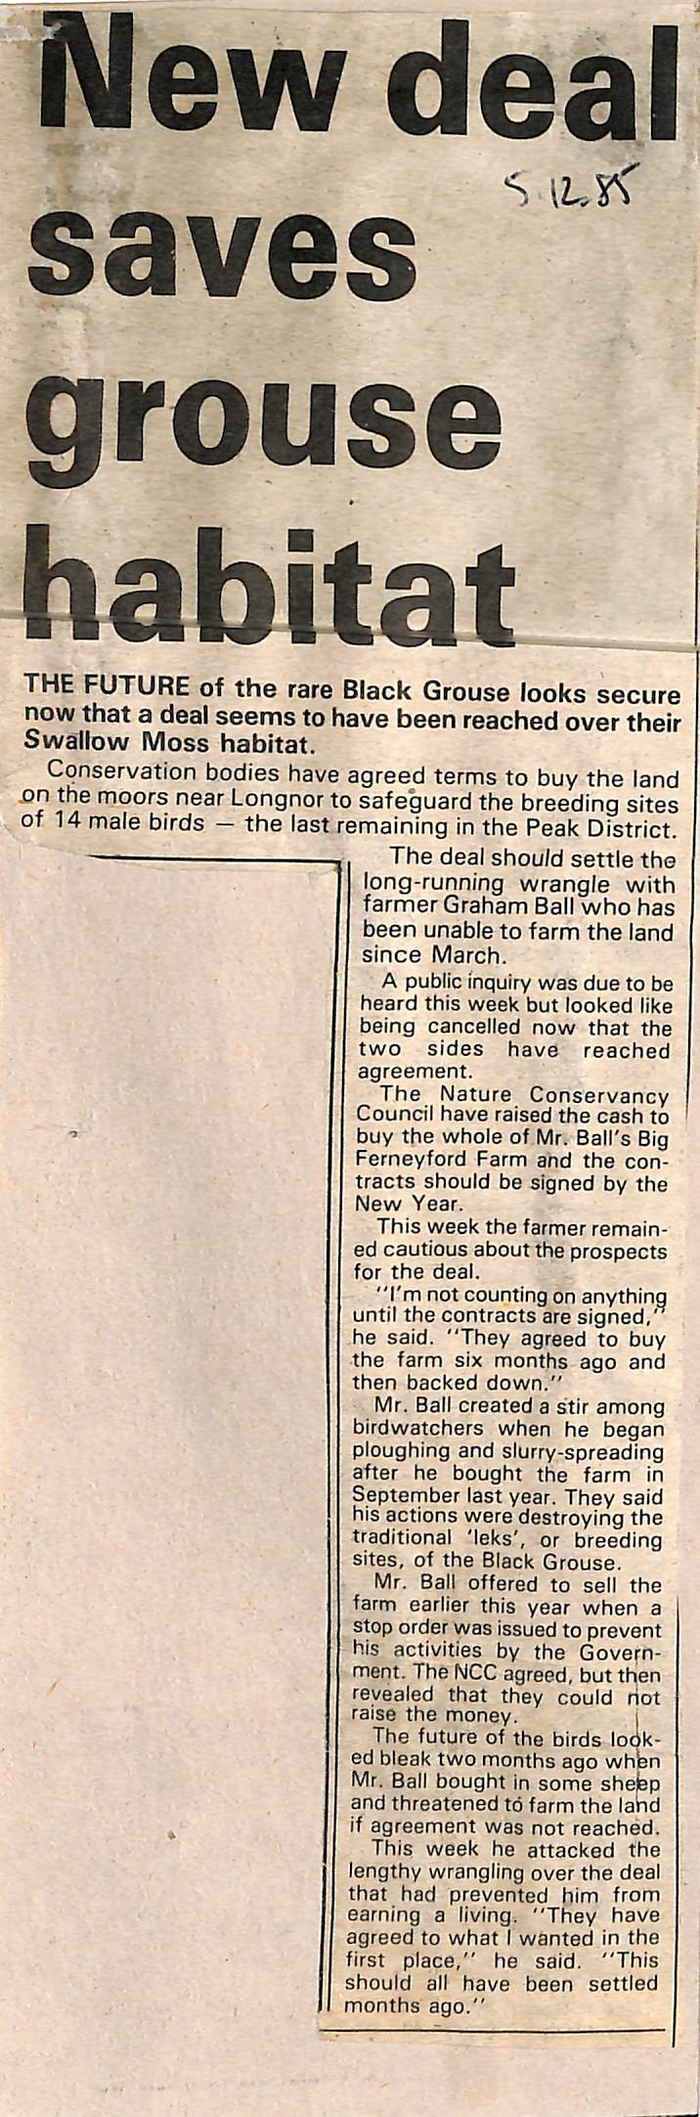 New deal
5.12.85
saves
grouse
habitat
THE FUTURE of the rare Black Grouse looks secure
now that a deal seems to have been reached over their
Swallow Moss habitat.
Conservation bodies have agreed terms to buy the land
on the moors near Longnor to safeguard the breeding sites
of 14 male birds — the last remaining in the Peak District.
The deal should settle the
long-running wrangle with
farmer Graham Ball who has
been unable to farm the land
since March.
A public inquiry was due to be
heard this week but looked like
being cancelled now that the
two sides have reached
agreement.
The Nature Conservancy
Council have raised the cash to
buy the whole of Mr. Ball's Big
Ferneyford Farm and the con-
tracts should be signed by the
New Year.
This week the farmer remain-
ed cautious about the prospects
for the deal.
"I'm not counting on anything
until the contracts are signed,"
he said. "They agreed to buy
the farm six months ago and
then backed down."
Mr. Ball created a stir among
birdwatchers when he began
ploughing and slurry-spreading
after he bought the farm in
September last year. They said
his actions were destroying the
traditional 'leks', or breeding
sites, of the Black Grouse.
Mr. Ball offered to sell the
farm earlier this year when a
stop order was issued to prevent
his activities by the Govern-
ment. The NCC agreed, but then
revealed that they could not
raise the money.
The future of the birds look-
ed bleak two months ago when
Mr. Ball bought in some sheep
and threatened to farm the land
if agreement was not reached.
This week he attacked the
lengthy wrangling over the deal
that had prevented him from
earning a living. "They have
agreed to what I wanted in the
first place," he said. "This
should all have been settled
months ago."